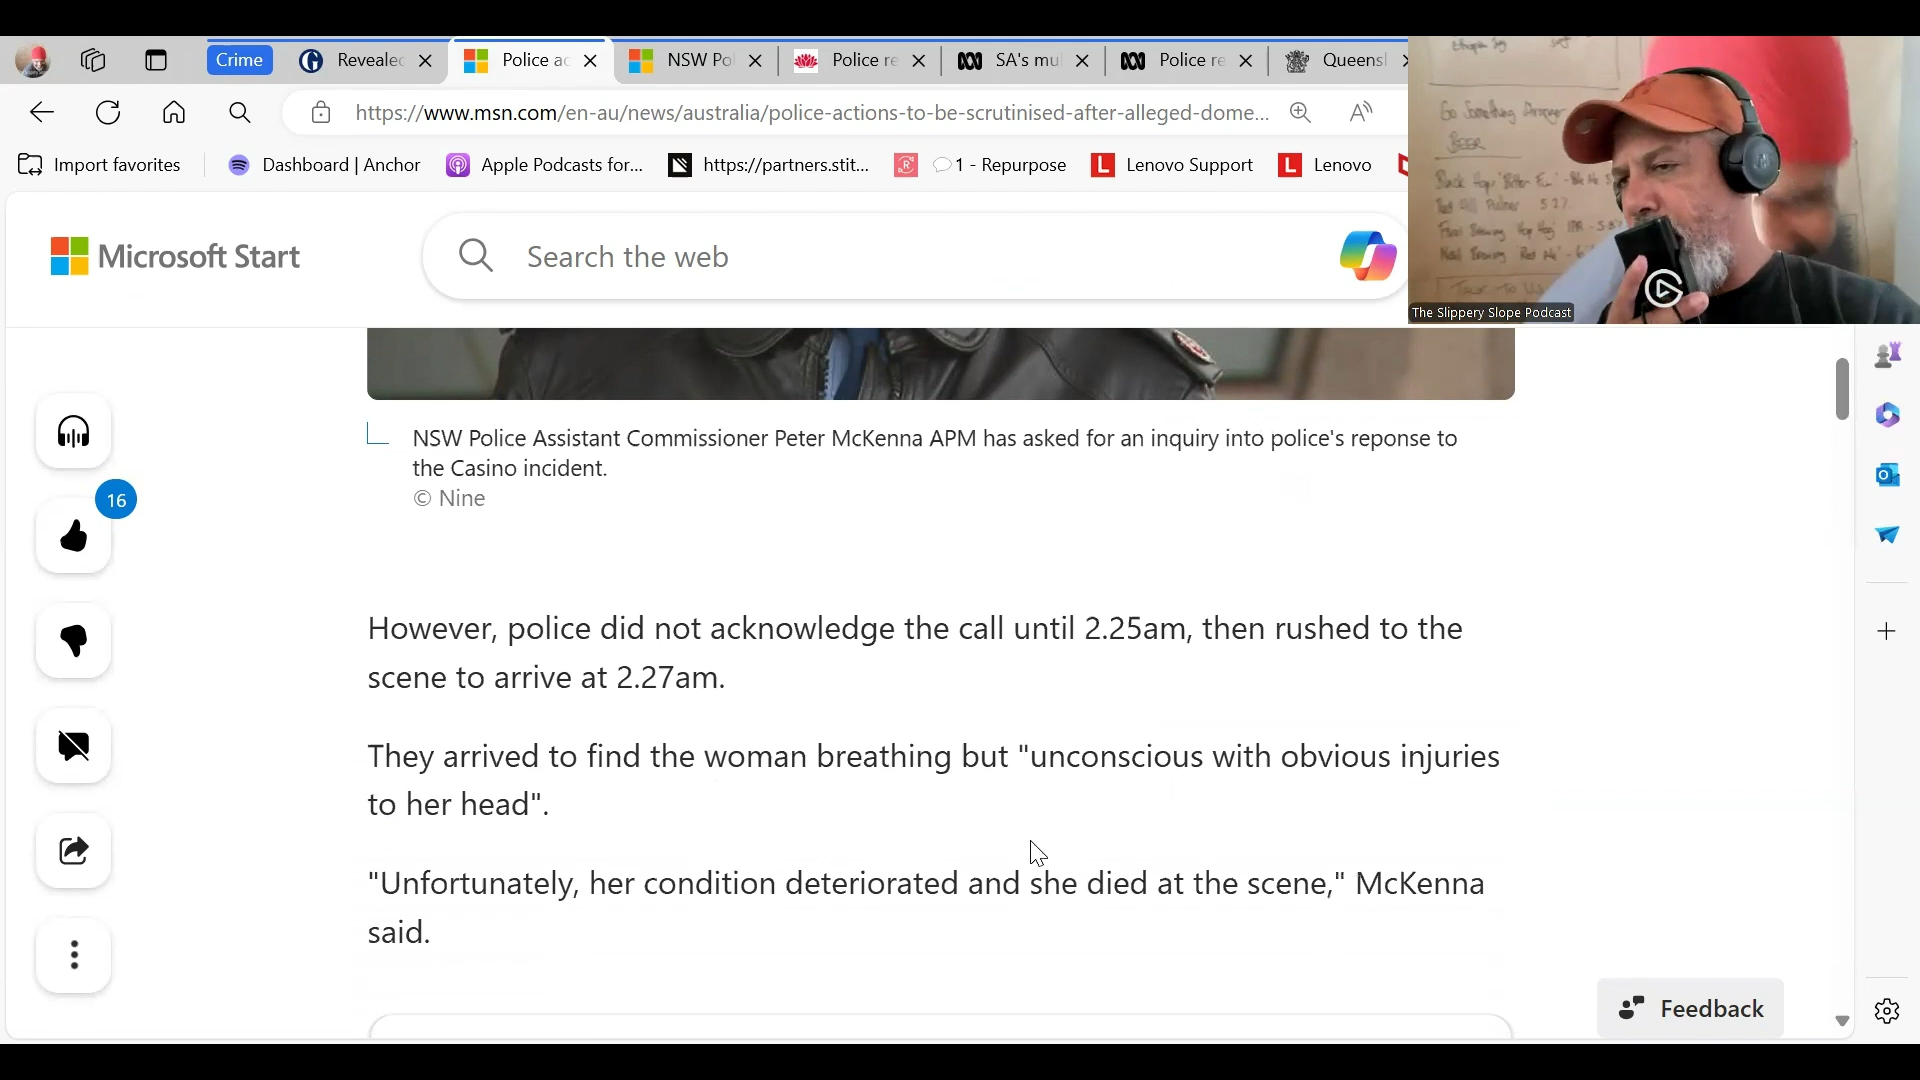 Crime
Revealed
Police ac
NSW Pol
Police re
SA's mul
Police re
Queensl
https://www.msn.com/en-au/news/australia/police-actions-to-be-scrutinised-after-alleged-dome...
Import favorites
Dashboard | Anchor
Apple Podcasts for...
https://partners.stit...
1 - Repurpose
Lenovo Support
Lenovo
Microsoft Start
Search the web
Go Something Stronger
BEER
The Slippery Slope Podcast
NSW Police Assistant Commissioner Peter McKenna APM has asked for an inquiry into police's reponse to
the Casino incident.
© Nine
16
However, police did not acknowledge the call until 2.25am, then rushed to the
scene to arrive at 2.27am.
They arrived to find the woman breathing but "unconscious with obvious injuries
to her head".
"Unfortunately, her condition deteriorated and she died at the scene," McKenna
said.
Feedback